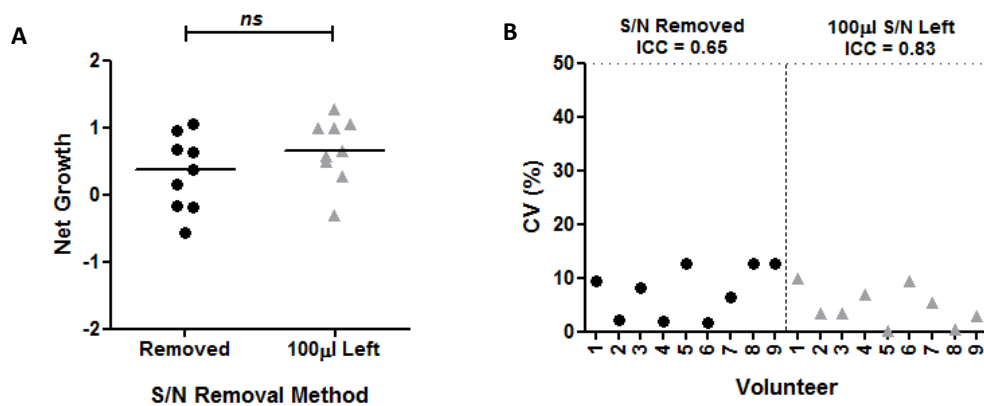 A
ns
2
1
0
-1
-2
Net Growth
Removed 100µl Left
S/N Removal Method
B
S/N Removed 100µl S/N Left
ICC = 0.65 ICC = 0.83
50
40
30
20
10
0
CV (%)
1 2 3 4 5 6 7 8 9 1 2 3 4 5 6 7 8 9
Volunteer